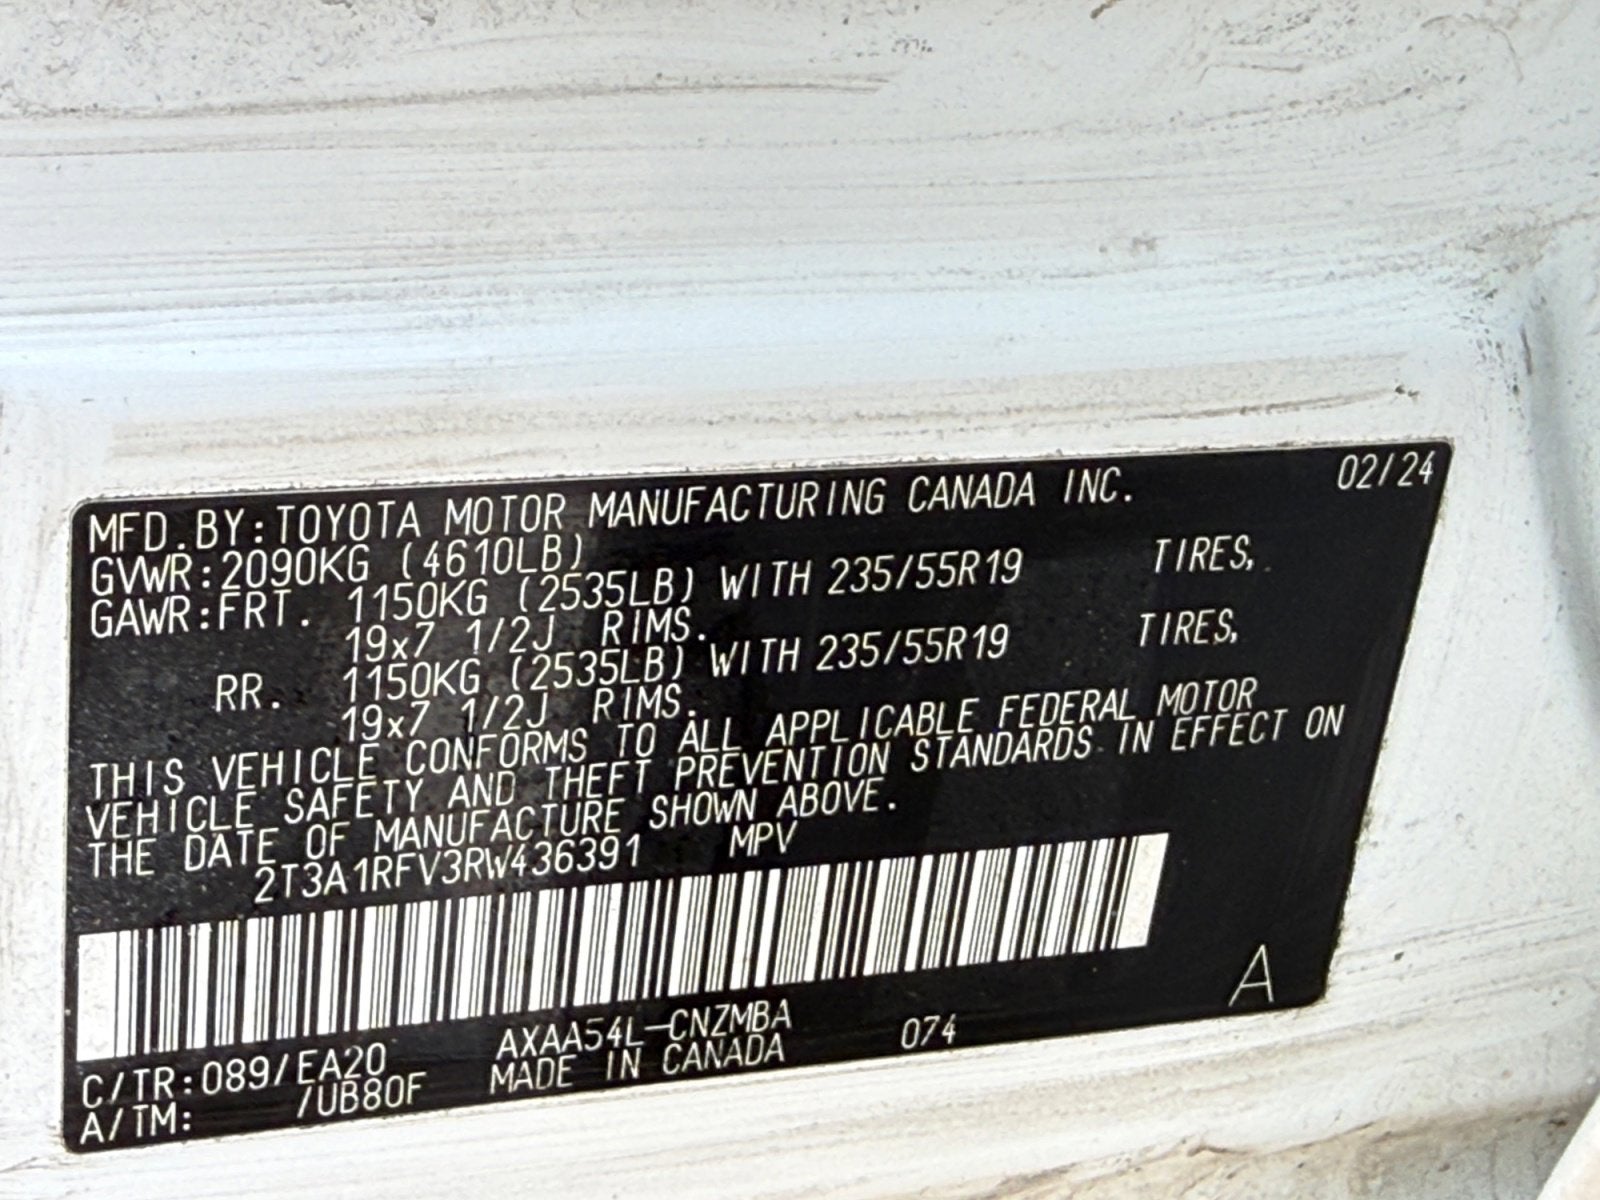 02/24
MFD.BY:TOYOTA MOTOR MANUFACTURING CANADA INC.
GVWR:2090KG (4610LB)
GAWR:FRT. 1150KG (2535LB) WITH 235/55R19 TIRES,
19x7 1/2J RIMS.
RR. 1150KG (2535LB) WITH 235/55R19 TIRES,
19x7 1/2J RIMS.
THIS VEHICLE CONFORMS TO ALL APPLICABLE FEDERAL MOTOR
VEHICLE SAFETY AND THEFT PREVENTION STANDARDS IN EFFECT ON
THE DATE OF MANUFACTURE SHOWN ABOVE.
2T3A1RFV3RW436391 MPV
A
AXAA54L-CNZMBA 074
C/TR:089/EA20 MADE IN CANADA
A/TM: /UB80F